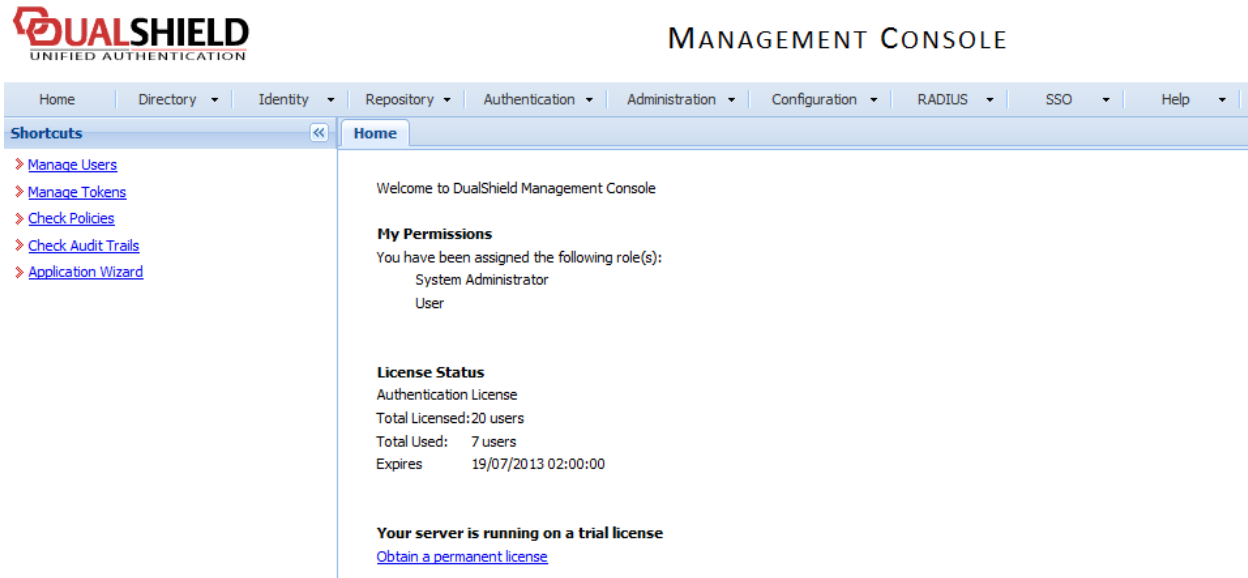 DUALSHIELD
UNIFIED AUTHENTICATION
MANAGEMENT CONSOLE
Home Directory Identity Repository Authentication Administration Configuration RADIUS SSO Help
Shortcuts
Home
Manage Users
Manage Tokens
Check Policies
Check Audit Trails
Application Wizard
Welcome to DualShield Management Console
My Permissions
You have been assigned the following role(s):
System Administrator
User
License Status
Authentication License
Total Licensed: 20 users
Total Used: 7 users
Expires 19/07/2013 02:00:00
Your server is running on a trial license
Obtain a permanent license